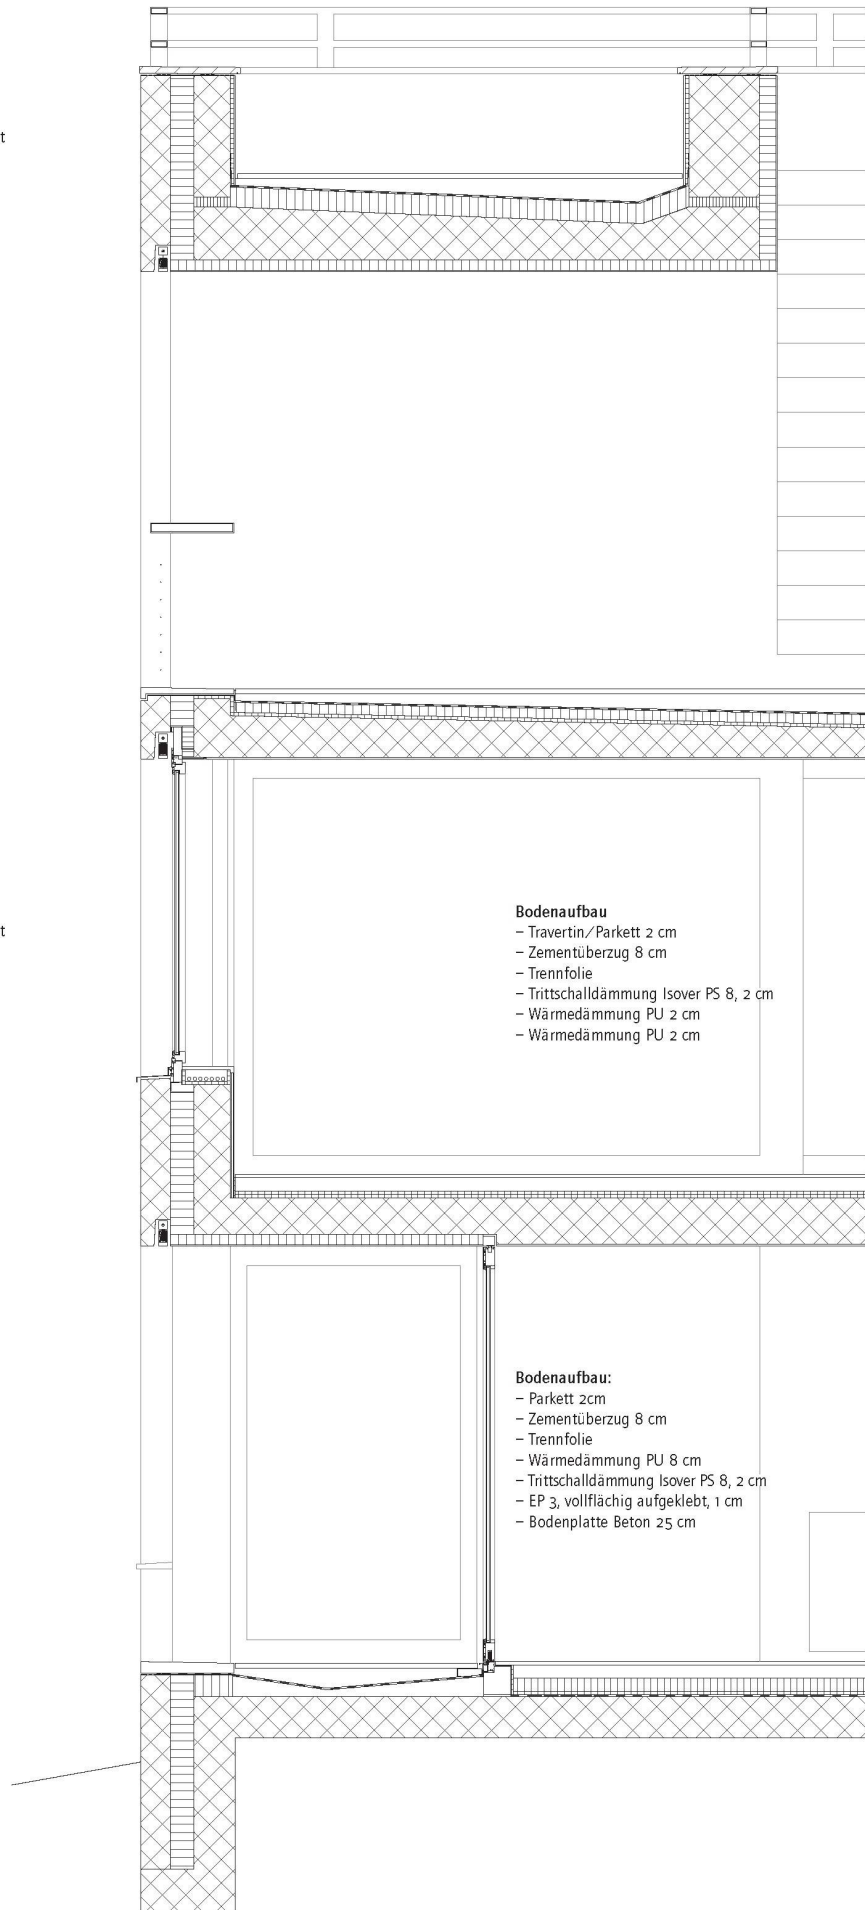 t
t
Bodenaufbau
– Travertin/Parkett 2 cm
– Zementüberzug 8 cm
– Trennfolie
– Trittschalldämmung Isover PS 8, 2 cm
– Wärmedämmung PU 2 cm
– Wärmedämmung PU 2 cm
Bodenaufbau:
– Parkett 2cm
– Zementüberzug 8 cm
– Trennfolie
– Wärmedämmung PU 8 cm
– Trittschalldämmung Isover PS 8, 2 cm
– EP 3, vollflächig aufgeklebt, 1 cm
– Bodenplatte Beton 25 cm